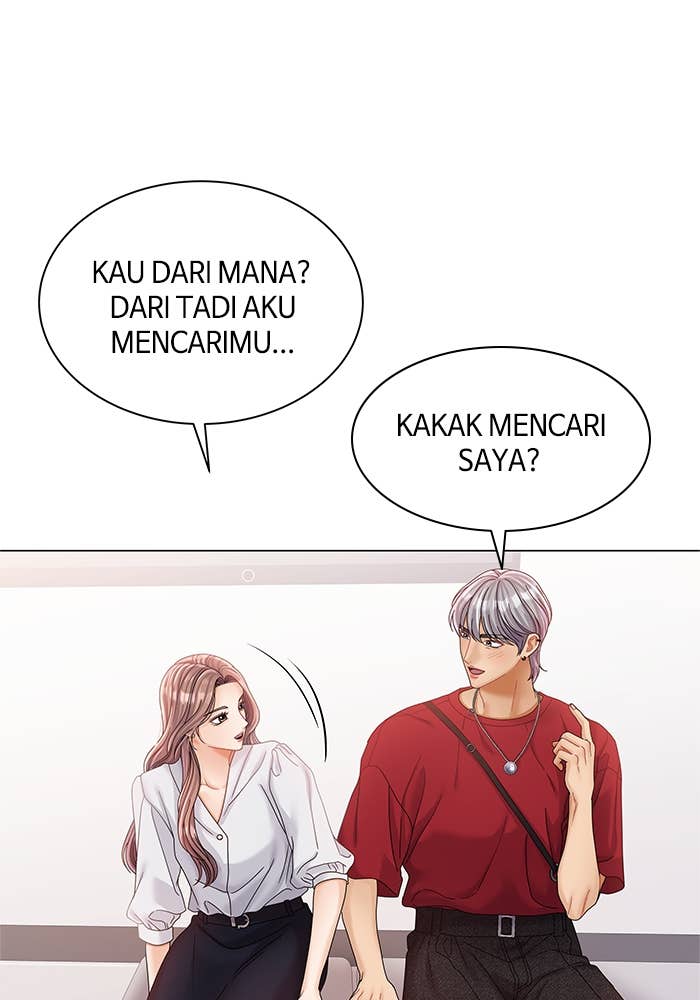 KAU DARI MANA?
DARI TADI AKU
MENCARIMU...
KAKAK MENCARI
SAYA?